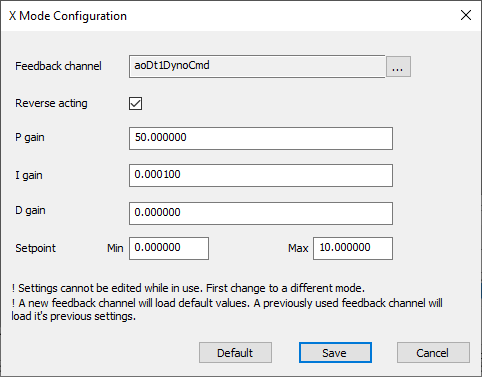 X Mode Configuration
Feedback channel aoDt1DynoCmd ...
Reverse acting
P gain 50.000000
I gain 0.000100
D gain 0.000000
Setpoint Min 0.000000 Max 10.000000
! Settings cannot be edited while in use. First change to a different mode.
! A new feedback channel will load default values. A previously used feedback channel will
load it's previous settings.
Default Save Cancel